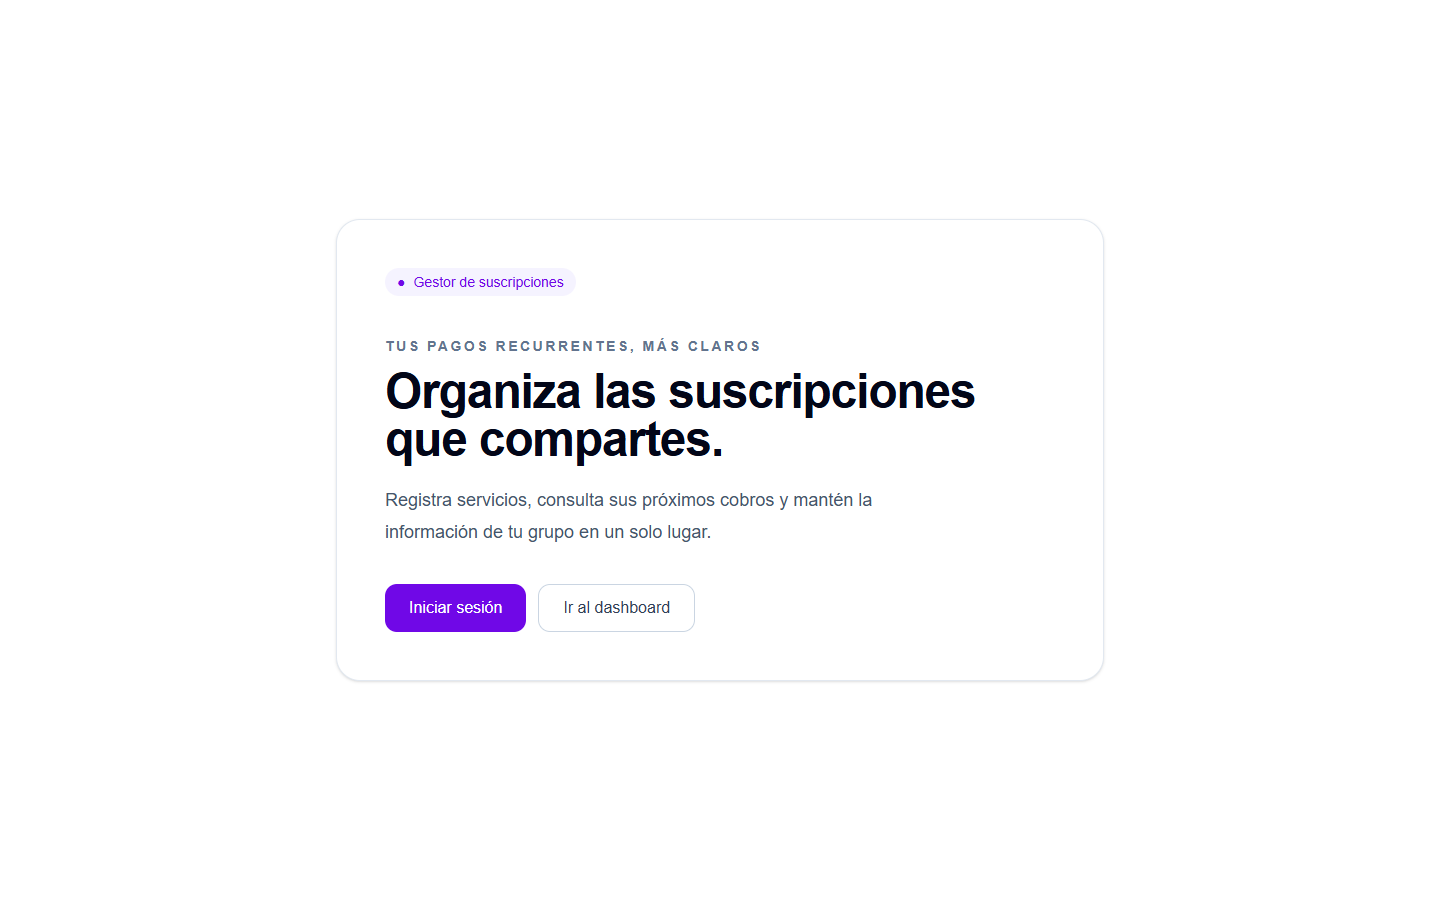 Gestor de suscripciones
TUS PAGOS RECURRENTES, MÁS CLAROS
Organiza las suscripciones
que compartes.
Registra servicios, consulta sus próximos cobros y mantén la
información de tu grupo en un solo lugar.
Iniciar sesión
Ir al dashboard